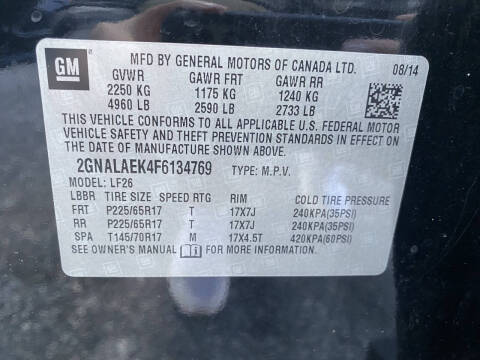 GM
MFD BY GENERAL MOTORS OF CANADA LTD. 08/14
GVWR GAWR FRT GAWR RR
2250 KG 1175 KG 1240 KG
4960 LB 2590 LB 2733 LB
THIS VEHICLE CONFORMS TO ALL APPLICABLE U.S. FEDERAL MOTOR
VEHICLE SAFETY AND THEFT PREVENTION STANDARDS IN EFFECT ON
THE DATE OF MANUFACTURE SHOWN ABOVE.
2GNALAEK4F6134769 TYPE: M.P.V.
MODEL: LF26
LBBR TIRE SIZE SPEED RTG RIM COLD TIRE PRESSURE
FRT P225/65R17 T 17X7J 240KPA(35PSI)
RR P225/65R17 T 17X7J 240KPA(35PSI)
SPA T145/70R17 M 17X4.5T 420KPA(60PSI)
SEE OWNER'S MANUAL FOR MORE INFORMATION.